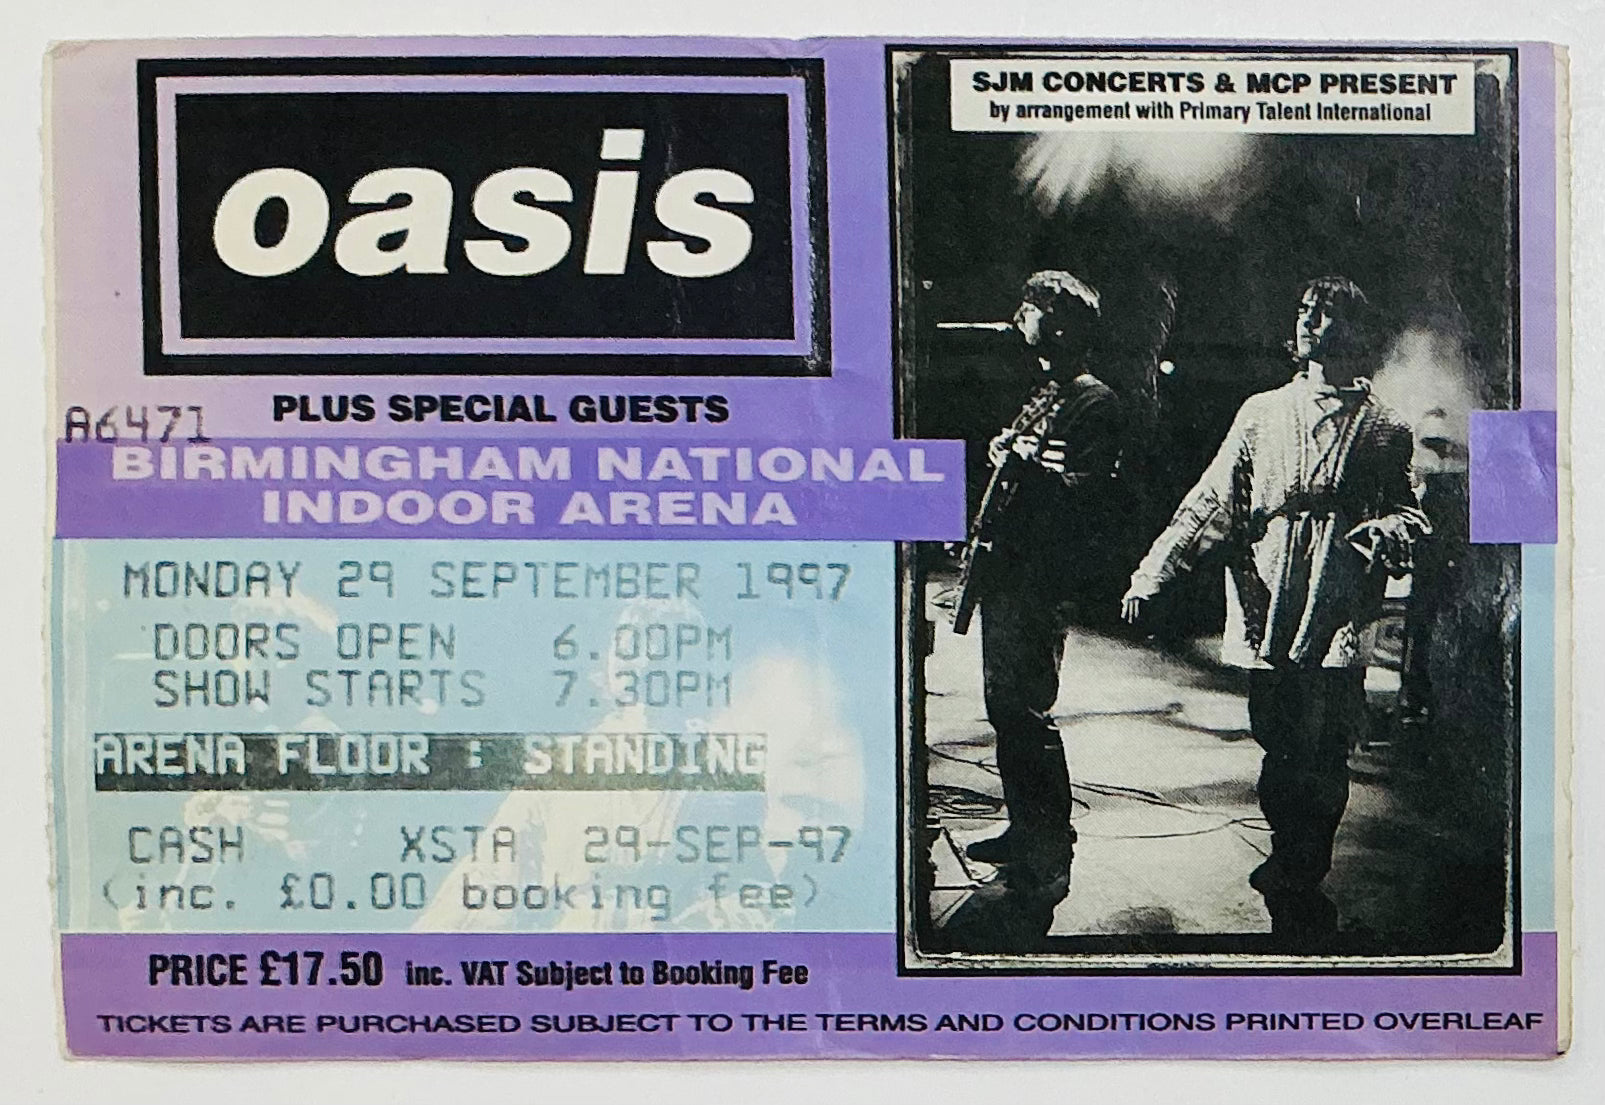 oasis
SJM CONCERTS & MCP PRESENT
by arrangement with Primary Talent International
PLUS SPECIAL GUESTS
A6471
BIRMINGHAM NATIONAL
INDOOR ARENA
MONDAY 29 SEPTEMBER 1997
DOORS OPEN 6.00PM
SHOW STARTS 7.30PM
ARENA FLOOR : STANDING
CASH XSTA 29-SEP-97
(inc. £0.00 booking fee)
PRICE £17.50 inc. VAT Subject to Booking Fee
TICKETS ARE PURCHASED SUBJECT TO THE TERMS AND CONDITIONS PRINTED OVERLEAF